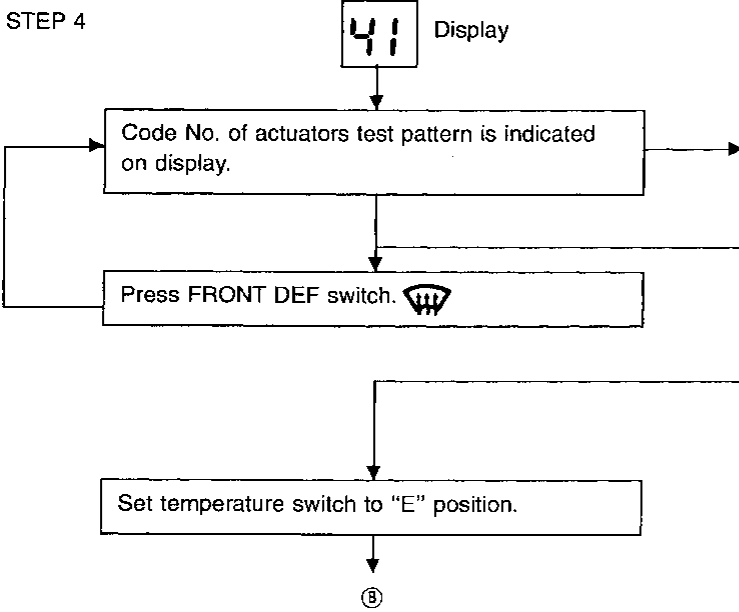 STEP 4
41
Display
Code No. of actuators test pattern is indicated
on display.
Press FRONT DEF switch.
Set temperature switch to “E” position.
Ⓑ